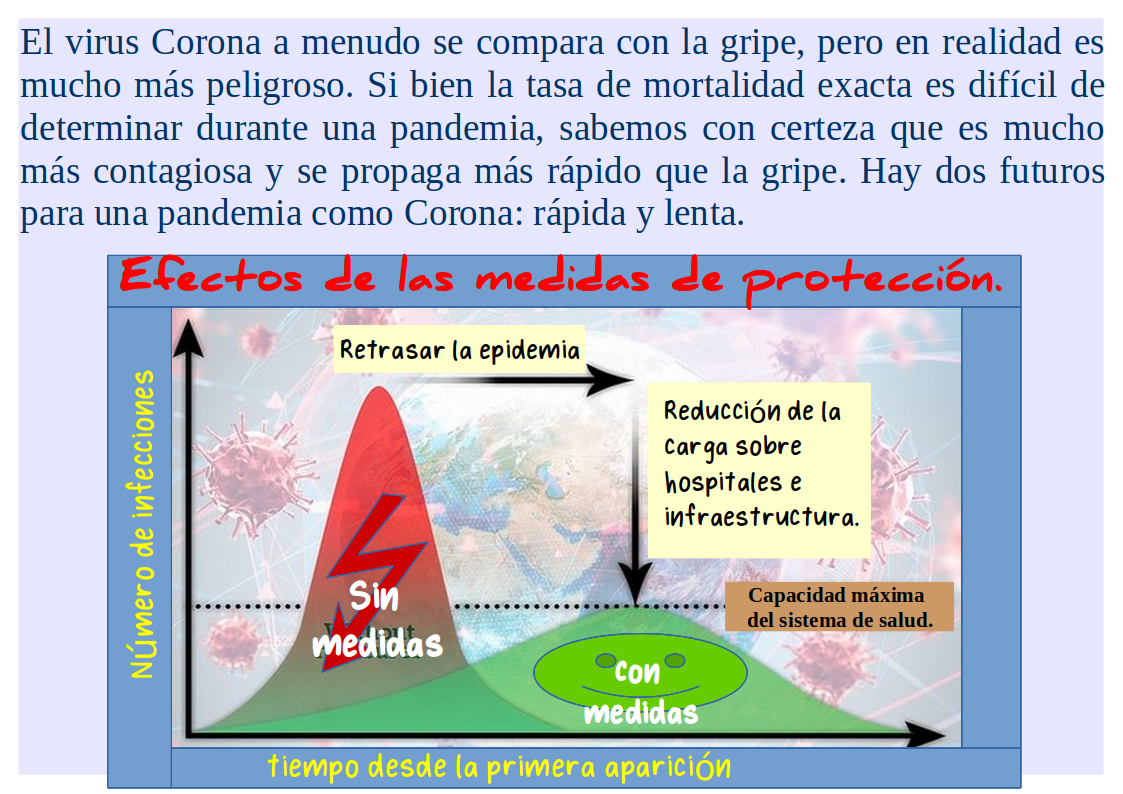 El virus Corona a menudo se compara con la gripe, pero en realidad es
mucho más peligroso. Si bien la tasa de mortalidad exacta es difícil de
determinar durante una pandemia, sabemos con certeza que es mucho
más contagiosa y se propaga más rápido que la gripe. Hay dos futuros
para una pandemia como Corona: rápida y lenta.
Efectos de las medidas de protección.
Número de infecciones
Retrasar la epidemia
Reducción de la
carga sobre
hospitales e
infraestructura.
Capacidad máxima
del sistema de salud.
Sin
medidas
con
medidas
tiempo desde la primera aparición